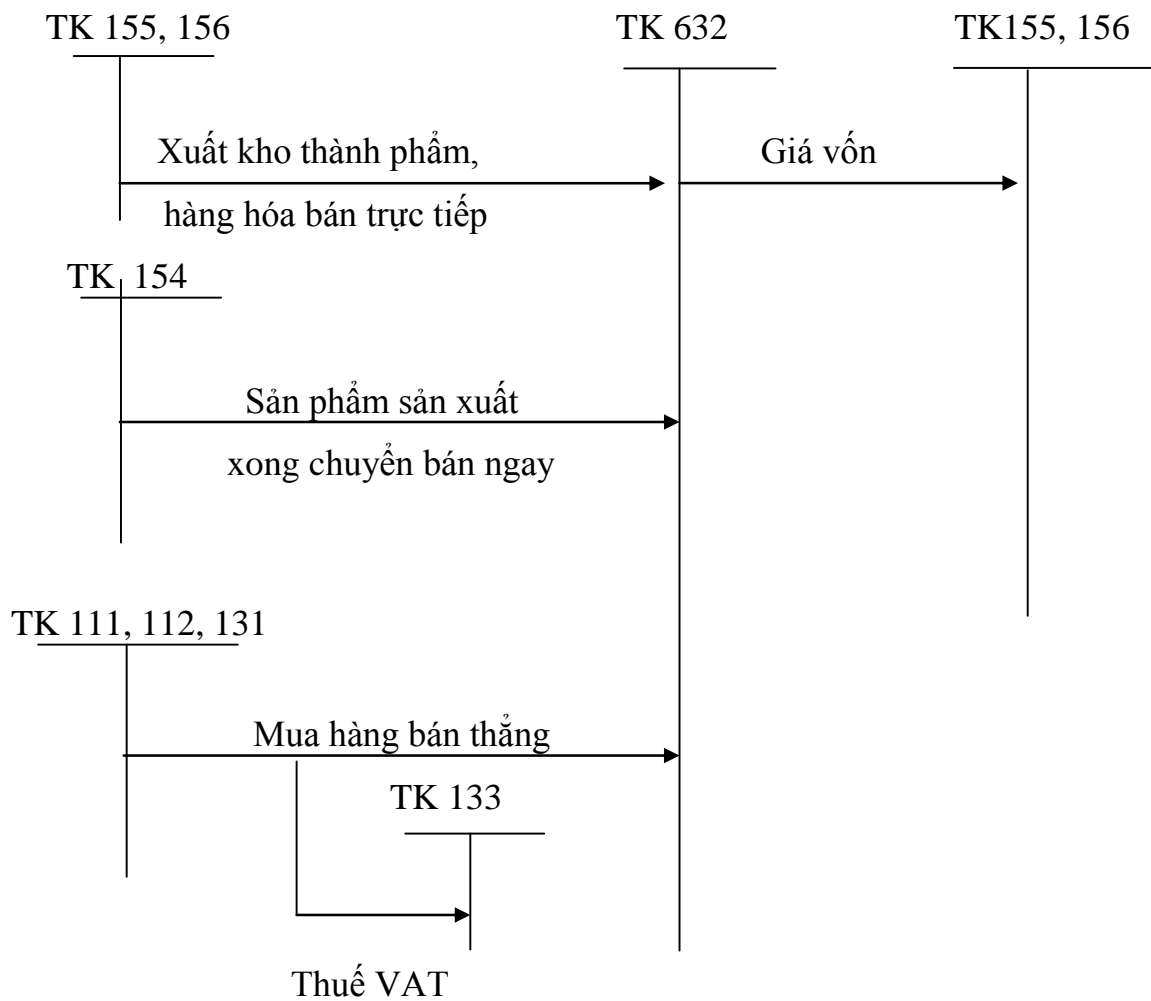 TK 155, 156
TK 632
TK155, 156
Xuất kho thành phẩm,
hàng hóa bán trực tiếp
Giá vốn
TK 154
Sản phẩm sản xuất
xong chuyển bán ngay
TK 111, 112, 131
Mua hàng bán thẳng
TK 133
Thuế VAT